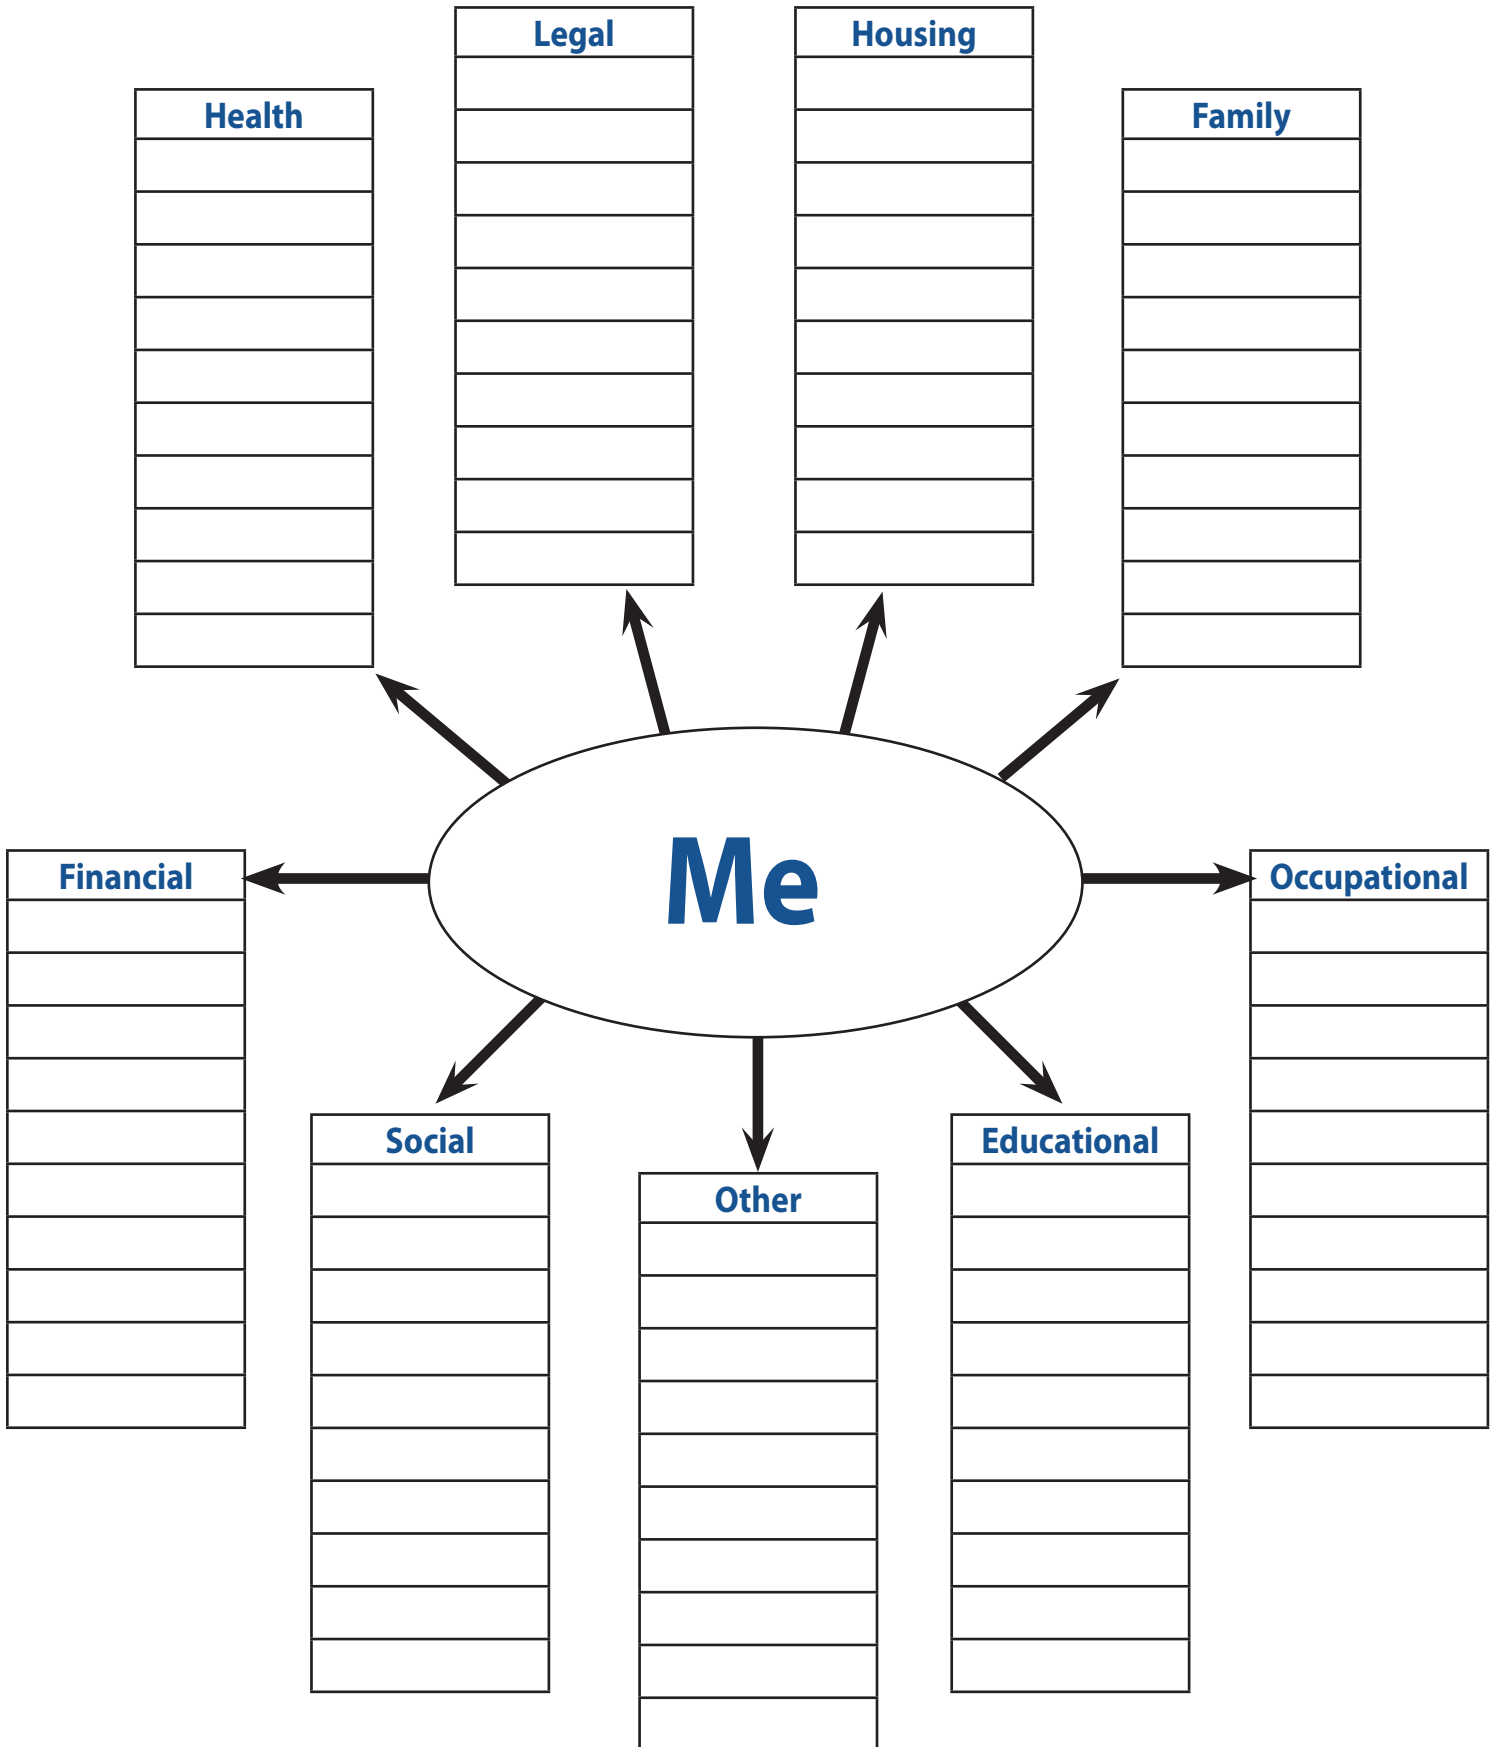 Legal
Housing
Health
Family
Me
Financial
Occupational
Social
Educational
Other